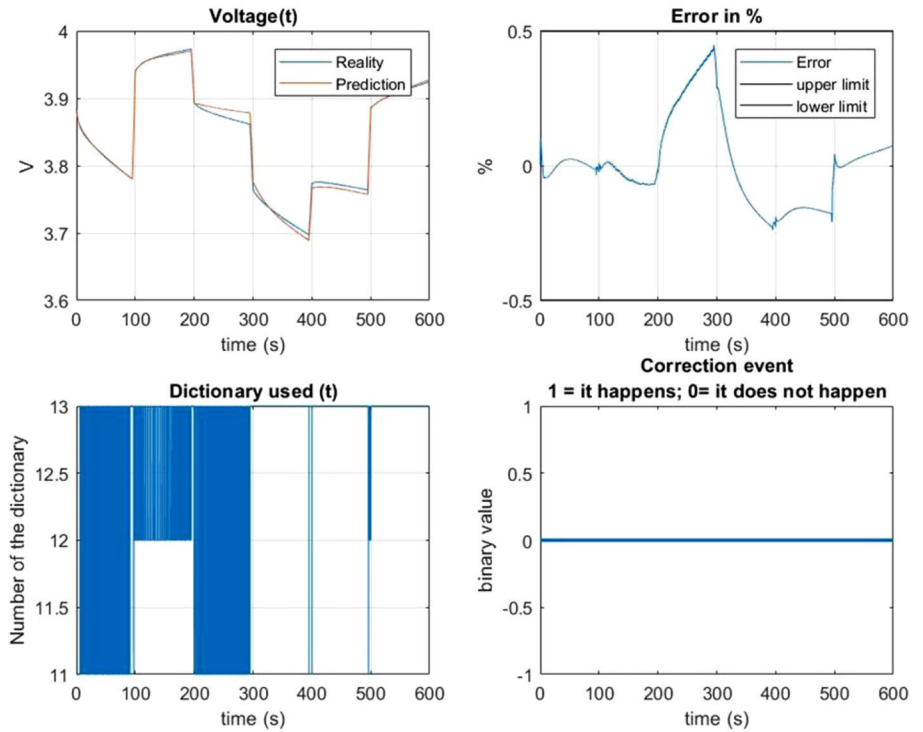 Voltage(t)
4
3.9
3.8
3.7
3.6
V
0 100 200 300 400 500 600
time (s)
Reality
Prediction
Error in %
0.5
0
-0.5
%
0 100 200 300 400 500 600
time (s)
Error
upper limit
lower limit
Dictionary used (t)
13
12.5
12
11.5
11
Number of the dictionary
0 100 200 300 400 500 600
time (s)
Correction event
1 = it happens; 0= it does not happen
1
0.5
0
-0.5
-1
binary value
0 100 200 300 400 500 600
time (s)